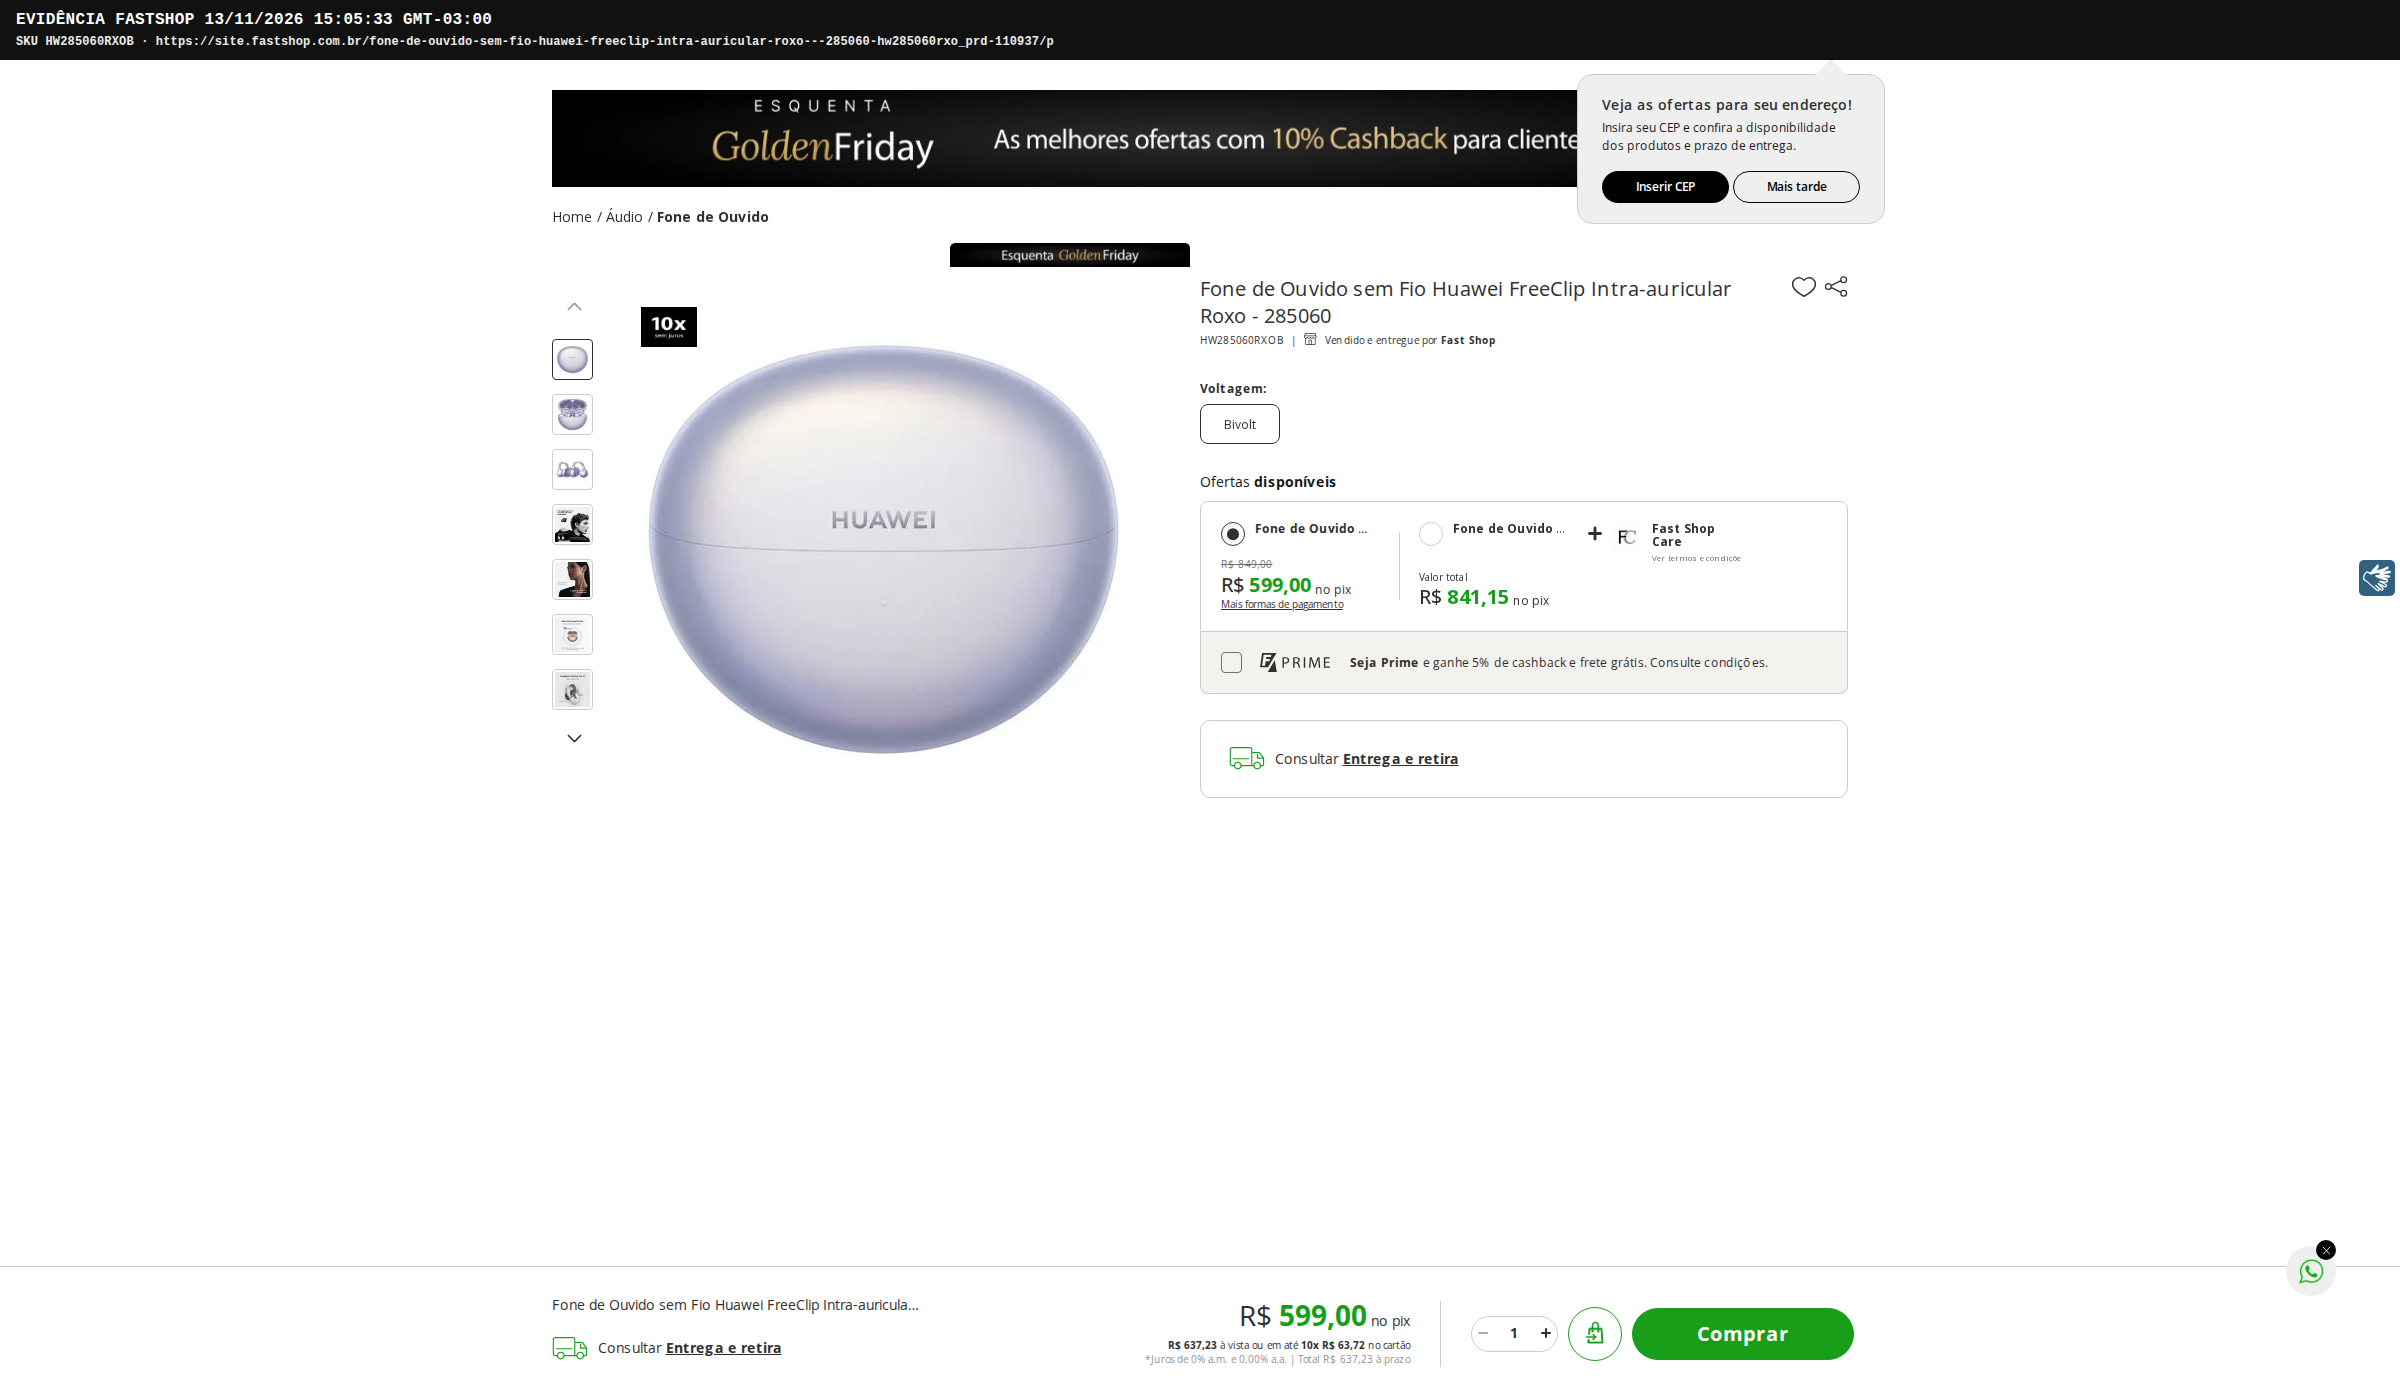 EVIDÊNCIA FASTSHOP 13/11/2026 15:05:33 GMT-03:00
SKU HW285060RXOB · https://site.fastshop.com.br/fone-de-ouvido-sem-fio-huawei-freeclip-intra-auricular-roxo---285060-hw285060rxo_prd-110937/p
ESQUENTA
GoldenFriday
As melhores ofertas com 10% Cashback para cliente
Veja as ofertas para seu endereço!
Insira seu CEP e confira a disponibilidade
dos produtos e prazo de entrega.
Inserir CEP
Mais tarde
Home / Áudio / Fone de Ouvido
Esquenta GoldenFriday
10x
sem juros
HUAWEI
Fone de Ouvido sem Fio Huawei FreeClip Intra-auricular
Roxo - 285060
HW285060RXOB | Vendido e entregue por Fast Shop
Voltagem:
Bivolt
Ofertas disponíveis
Fone de Ouvido ...
R$ 849,00
R$ 599,00 no pix
Mais formas de pagamento
Fone de Ouvido ...
+
FC
Fast Shop
Care
Ver termos e condiçõe
Valor total
R$ 841,15 no pix
PRIME
Seja Prime e ganhe 5% de cashback e frete grátis. Consulte condições.
Consultar Entrega e retira
Fone de Ouvido sem Fio Huawei FreeClip Intra-auricula...
Consultar Entrega e retira
R$ 599,00 no pix
R$ 637,23 à vista ou em até 10x R$ 63,72 no cartão
*Juros de 0% a.m. e 0.00% a.a. | Total R$ 637,23 à prazo
1
Comprar